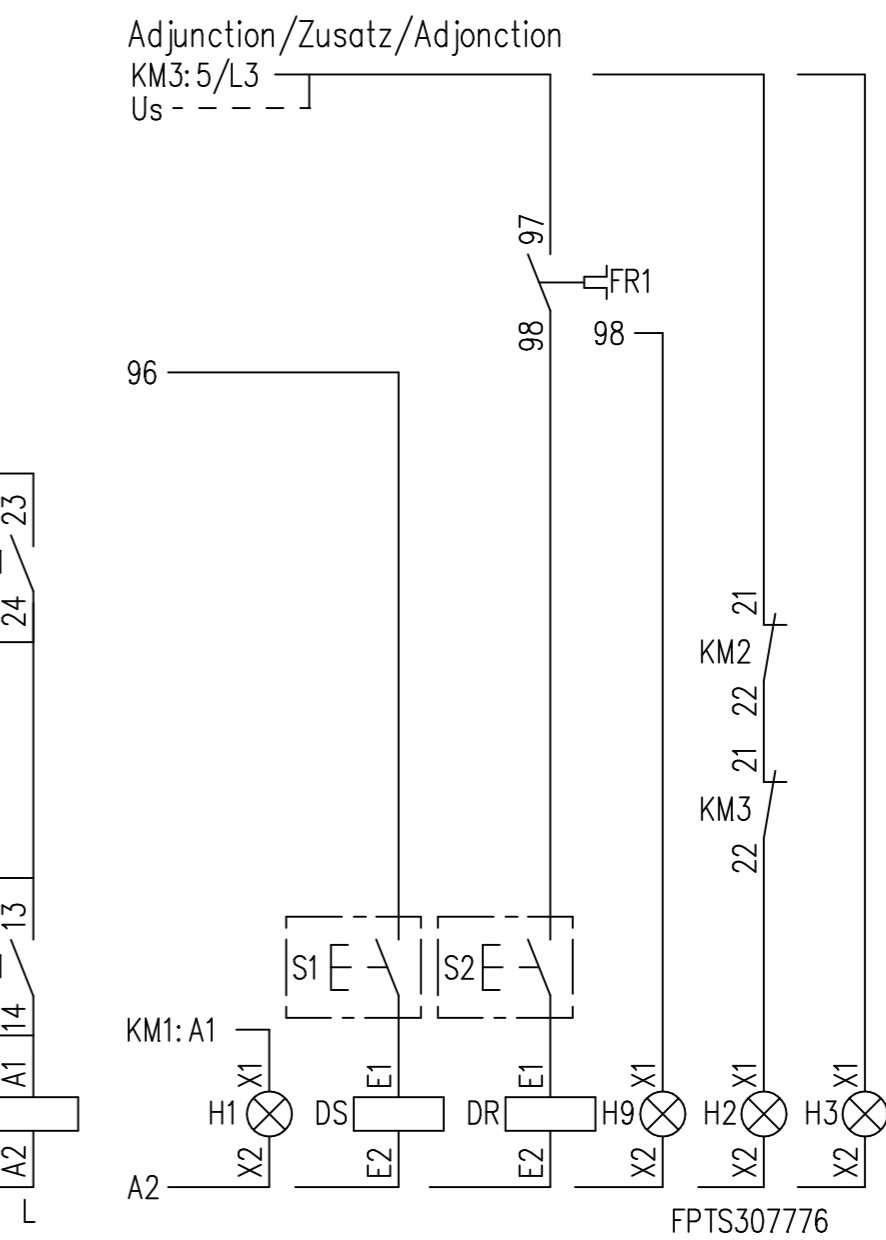 Adjunction/Zusatz/Adjonction
KM3:5/L3
Us
97
FR1
98
98
96
23
24
21
KM2
22
21
KM3
22
13
S1
S2
14
KM1:A1
A1
X1
E1
E1
X1
X1
X1
H1
DS
DR
H9
H2
H3
A2
X2
E2
E2
X2
X2
X2
A2
L
FPTS307776